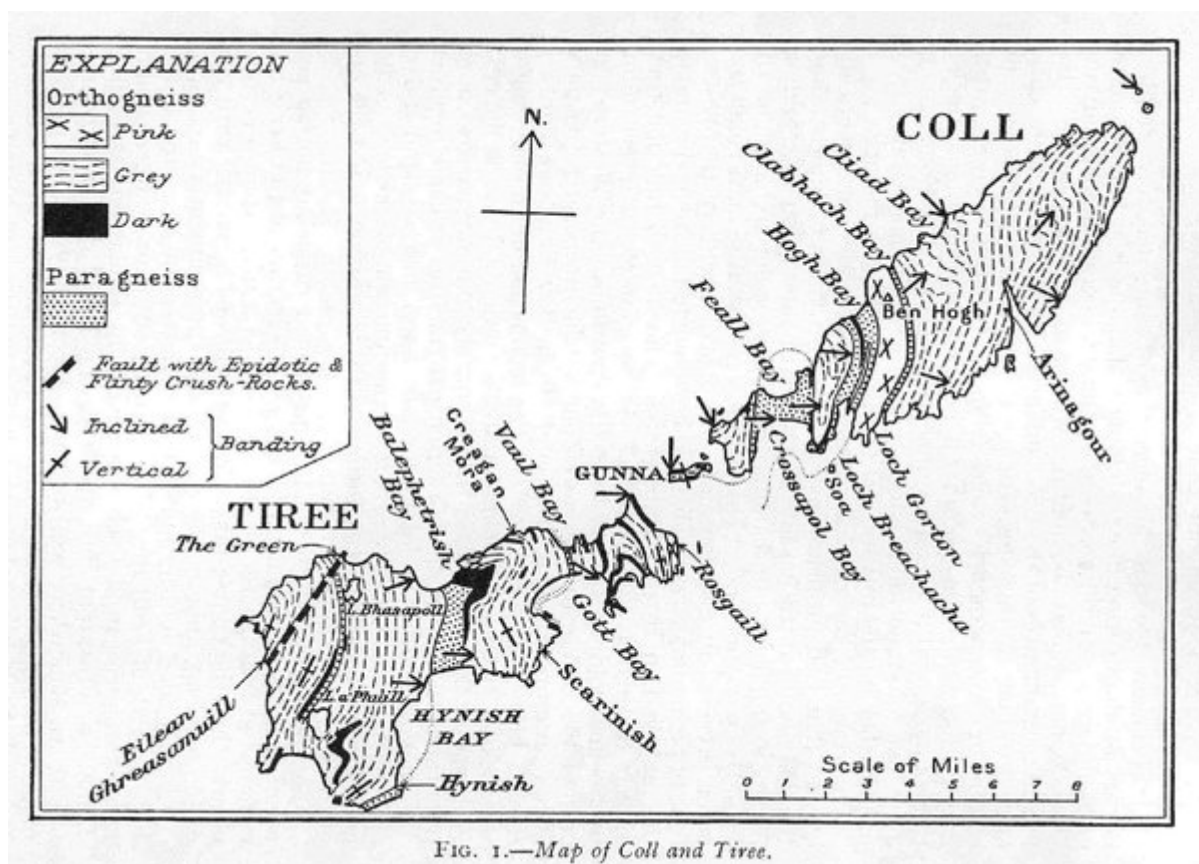 EXPLANATION
Orthogneiss
Pink
Grey
Dark
Paragneiss
Fault with Epidotic &
Flinty Crush-Rocks.
Inclined
Banding
Vertical
N.
COLL
Cliad Bay
Clabhach Bay
Hogh Bay
Feall Bay
Ben Hogh
Arinagour
Loch Gorton
Loch Breachacha
Soa
Crossapol Bay
GUNNA
Vaul Bay
Creagan
Mora
Balephetrish
Bay
TIREE
The Green
L. Bhasapoll
Rosgaill
Gott Bay
Scarinish
HYNISH
BAY
Hynish
Eilean
Ghreasamuill
Scale of Miles
0 1 2 3 4 5 6 7 8
FIG. 1.—Map of Coll and Tiree.